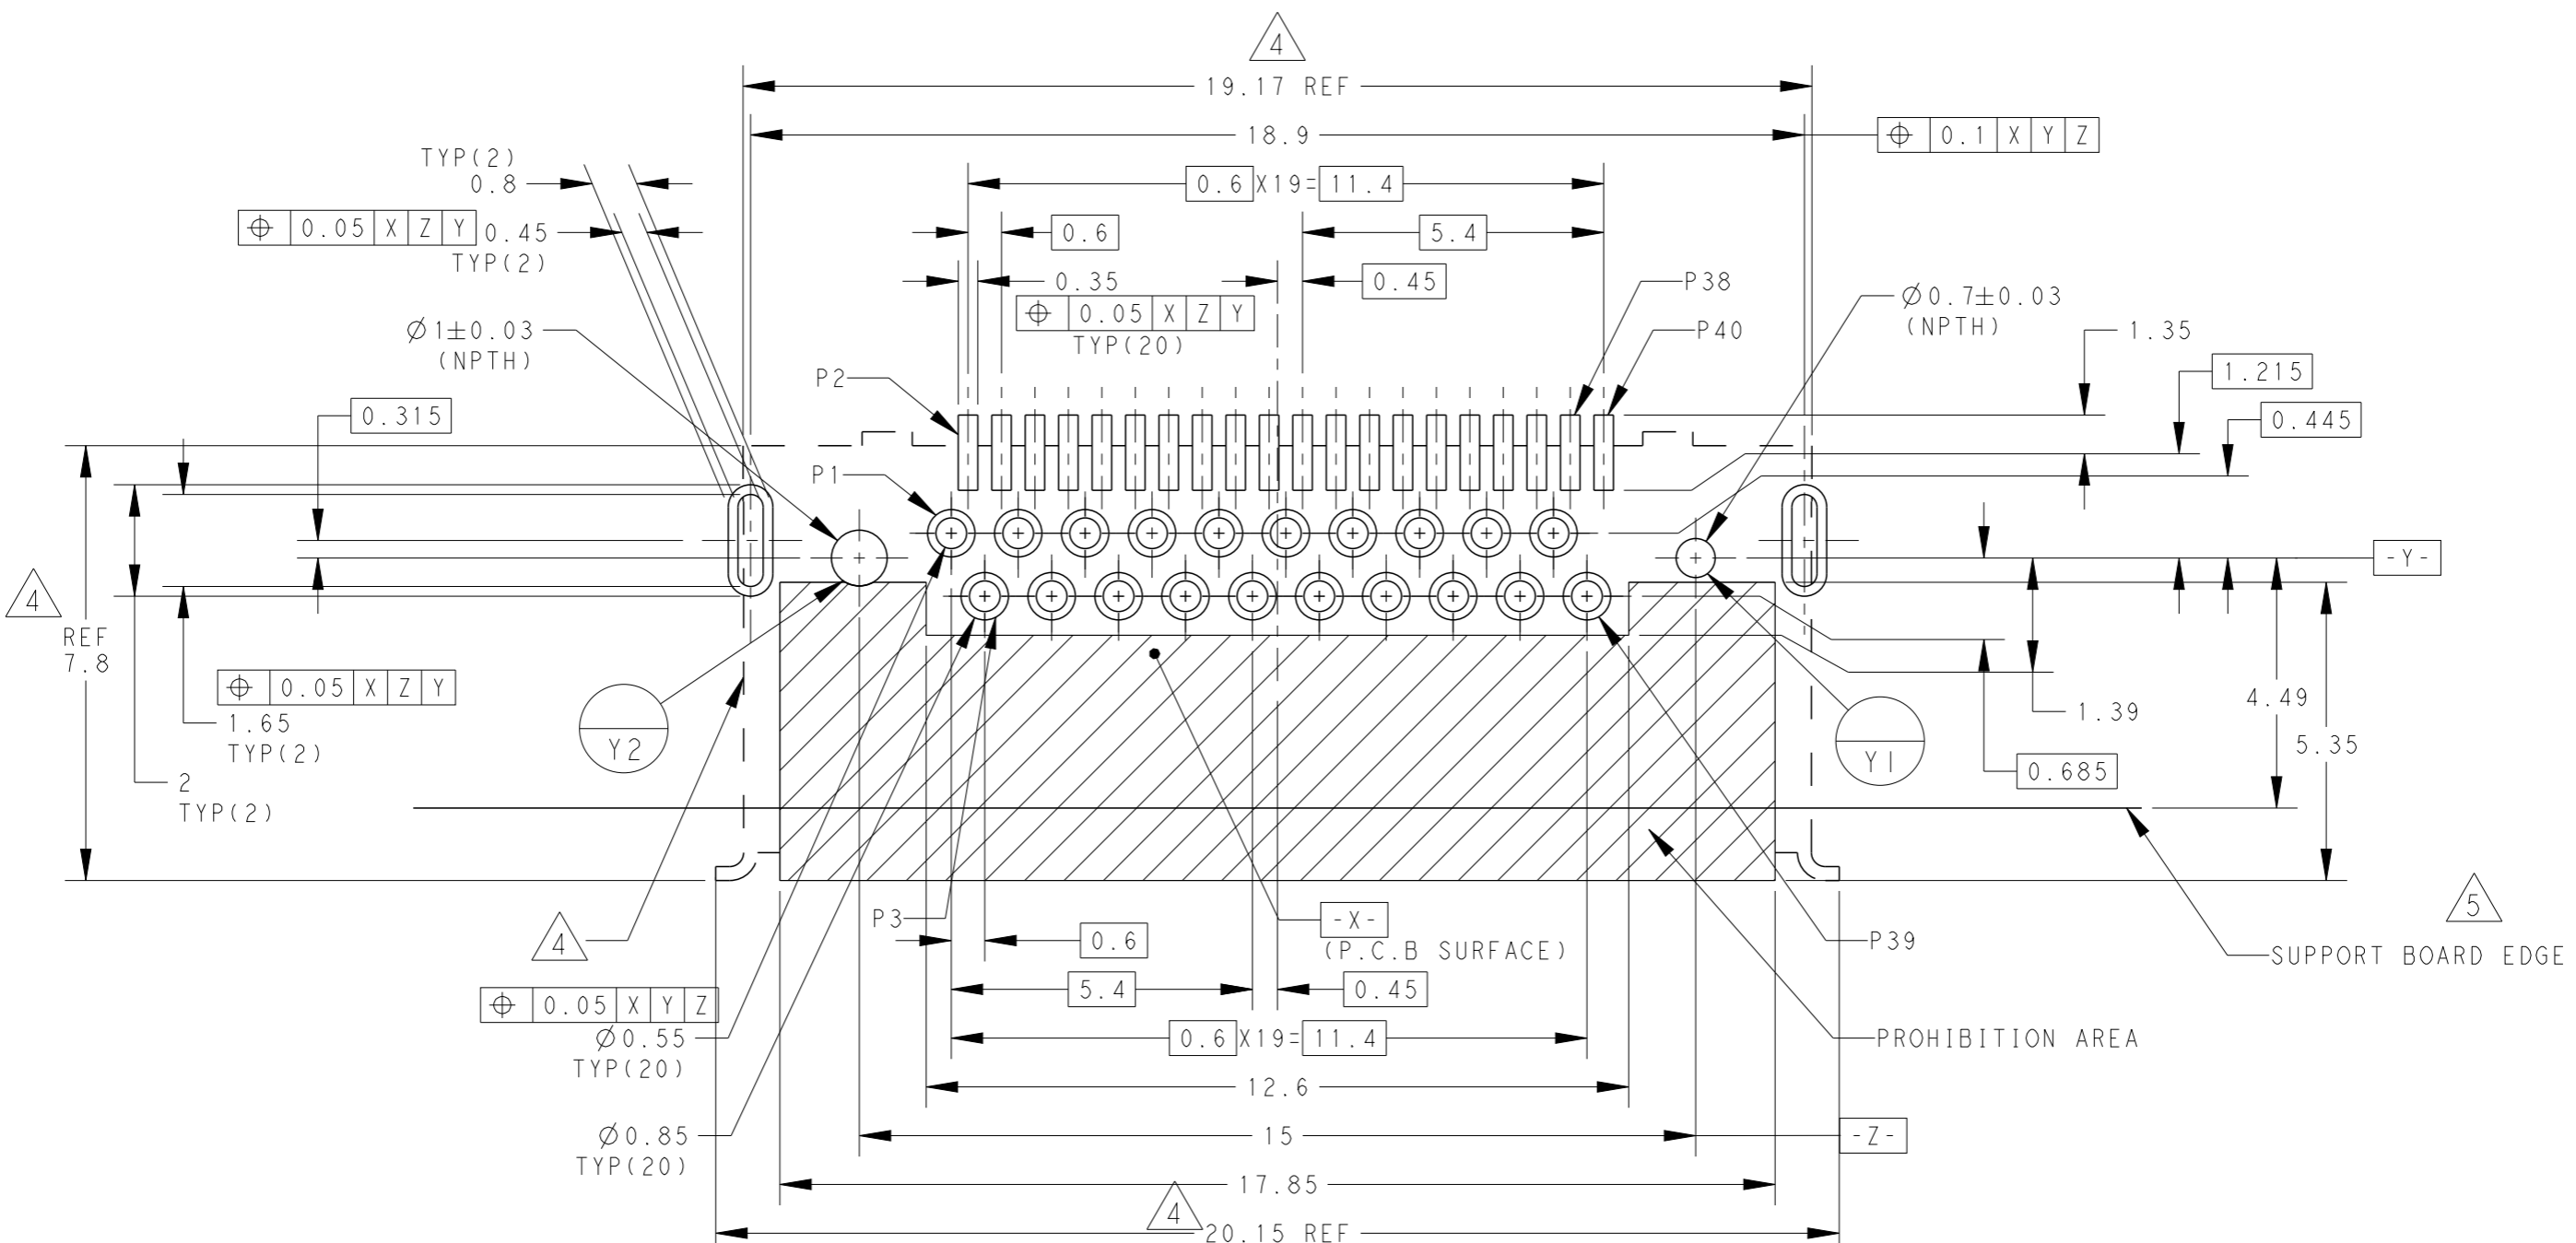 4
19.17 REF
18.9
⌖ 0.1 X Y Z
TYP(2)
0.8
0.6 X19= 11.4
⌖ 0.05 X Z Y
0.45
TYP(2)
0.6
5.4
0.35
0.45
⌖ 0.05 X Z Y
TYP(20)
P38
P40
Ø0.7±0.03
(NPTH)
Ø1±0.03
(NPTH)
1.35
1.215
0.445
P2
0.315
P1
-Y-
4
REF
7.8
⌖ 0.05 X Z Y
1.65
TYP(2)
2
TYP(2)
Y2
Y1
1.39
4.49
5.35
0.685
P3
-X-
(P.C.B SURFACE)
P39
5
SUPPORT BOARD EDGE
4
0.6
5.4
0.45
⌖ 0.05 X Y Z
Ø0.55
TYP(20)
0.6 X19= 11.4
PROHIBITION AREA
12.6
Ø0.85
TYP(20)
15
-Z-
17.85
4
20.15 REF